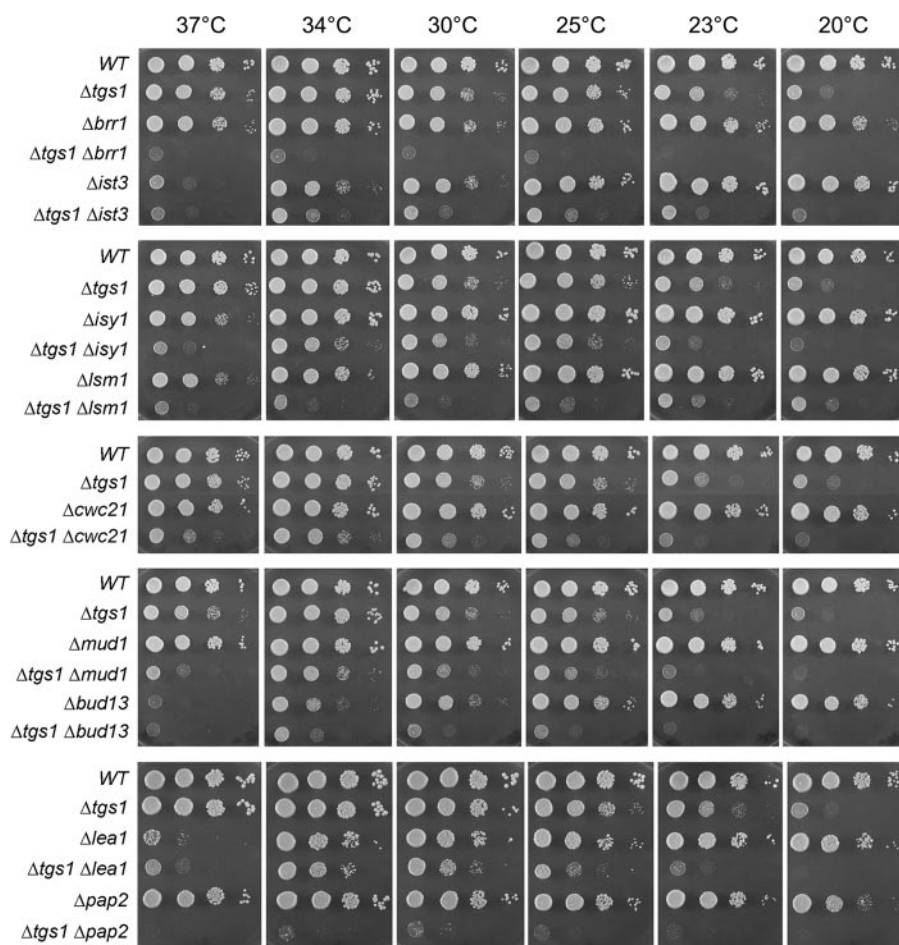 37°C 34°C 30°C 25°C 23°C 20°C
WT
Δtgs1
Δbrr1
Δtgs1 Δbrr1
Δist3
Δtgs1 Δist3
WT
Δtgs1
Δisy1
Δtgs1 Δisy1
Δlsm1
Δtgs1 Δlsm1
WT
Δtgs1
Δcwc21
Δtgs1 Δcwc21
WT
Δtgs1
Δmud1
Δtgs1 Δmud1
Δbud13
Δtgs1 Δbud13
WT
Δtgs1
Δlea1
Δtgs1 Δlea1
Δpap2
Δtgs1 Δpap2